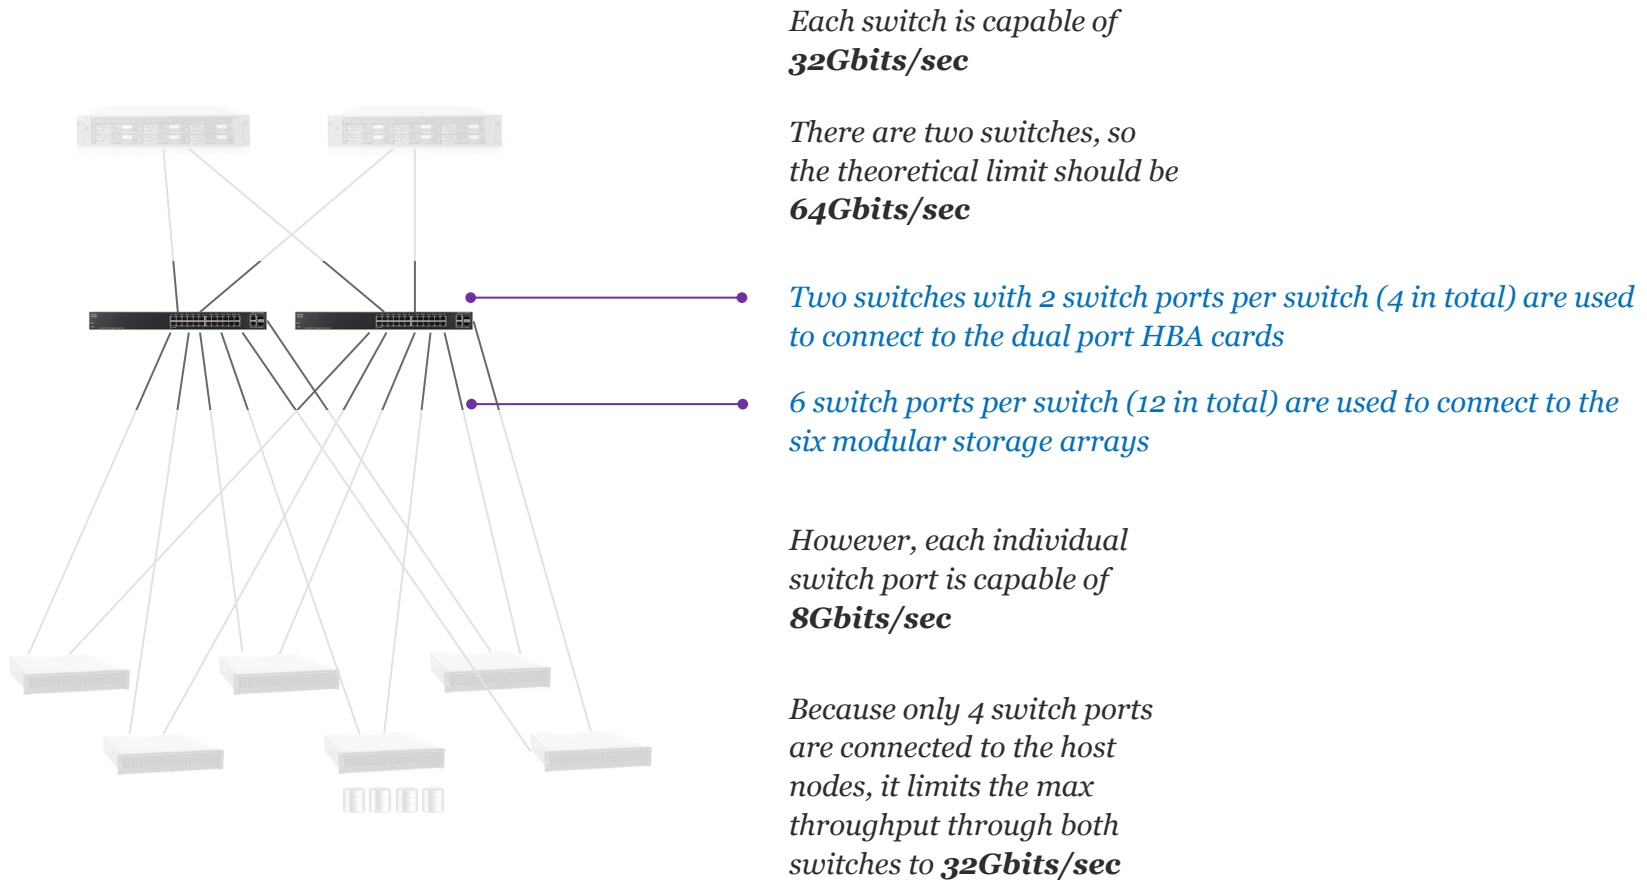 Each switch is capable of
32Gbits/sec
There are two switches, so
the theoretical limit should be
64Gbits/sec
Two switches with 2 switch ports per switch (4 in total) are used
to connect to the dual port HBA cards
6 switch ports per switch (12 in total) are used to connect to the
six modular storage arrays
However, each individual
switch port is capable of
8Gbits/sec
Because only 4 switch ports
are connected to the host
nodes, it limits the max
throughput through both
switches to 32Gbits/sec